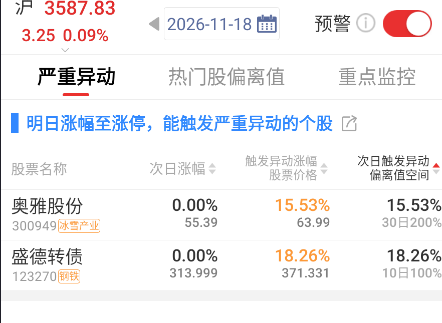 沪 3587.83
3.25 0.09%
2026-11-18
预警
严重异动 热门股偏离值 重点监控
明日涨幅至涨停，能触发严重异动的个股
股票名称 次日涨幅 触发异动涨幅 股票价格 次日触发异动 偏离值空间
奥雅股份 0.00% 15.53% 15.53%
300949 冰雪产业 55.39 63.99 30日200%
盛德转债 0.00% 18.26% 18.26%
123270 钢铁 313.999 371.331 10日100%